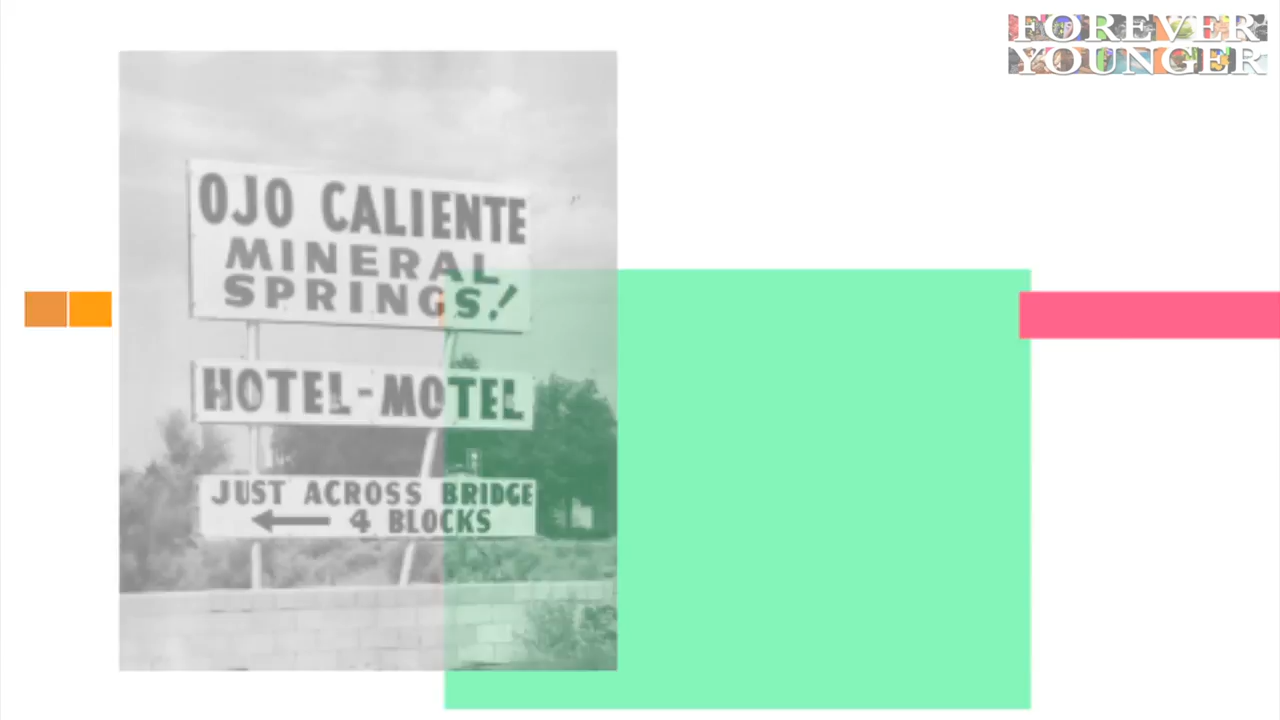 FOREVER
YOUNGER
OJO CALIENTE
MINERAL
SPRINGS!
HOTEL-MOTEL
JUST ACROSS BRIDGE
4 BLOCKS